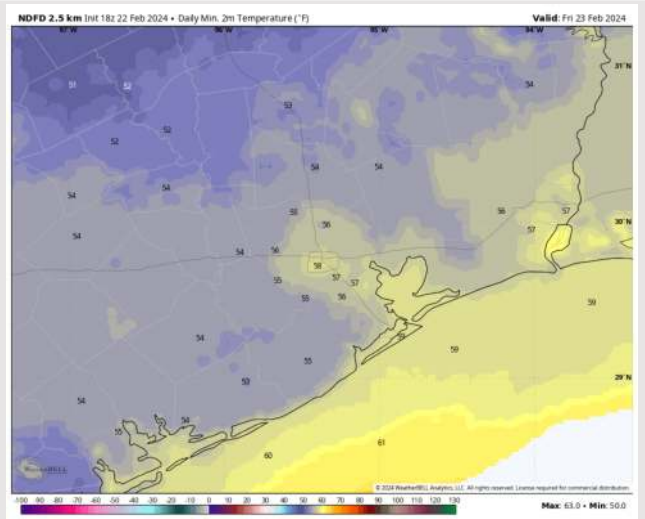 NDFD 2.5 km Init 18z 22 Feb 2024 • Daily Min. 2m Temperature (°F)
Valid: Fri 23 Feb 2024
97°W 96°W 95°W 94°W
31°N
51 52 54
53
52 52
54 54
54 54
55 56 57
56 57
30°N
54
54 56
58
55 57 57
55 56
59
54
59
55
53
29°N
54
54
55
61
60
WeatherBELL
© 2024 WeatherBELL Analytics, LLC. All rights reserved. License required for commercial distribution.
-100 -90 -80 -70 -60 -50 -40 -30 -20 -10 0 10 20 30 40 50 60 70 80 90 100 110 120 130
Max: 63.0 • Min: 50.0